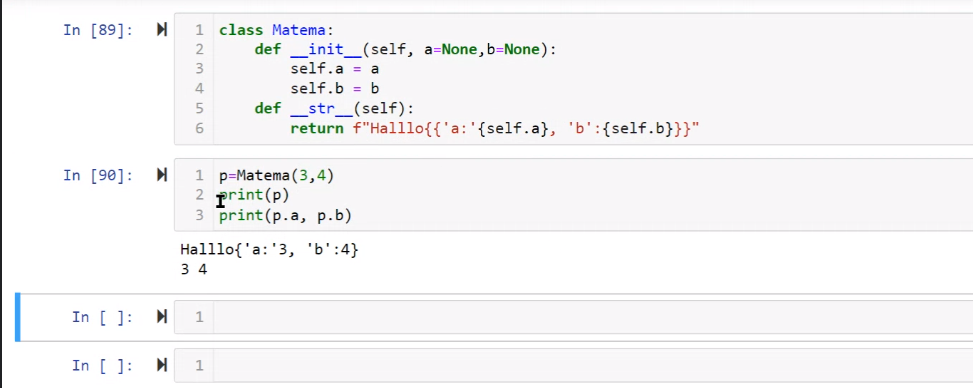 In [89]:
1 class Matema:
2     def __init__(self, a=None,b=None):
3         self.a = a
4         self.b = b
5     def __str__(self):
6         return f"Halllo{{'a:'{self.a}, 'b':{self.b}}}"
In [90]:
1 p=Matema(3,4)
2 print(p)
3 print(p.a, p.b)
Halllo{'a:'3, 'b':4}
3 4
In [ ]: 1
In [ ]: 1